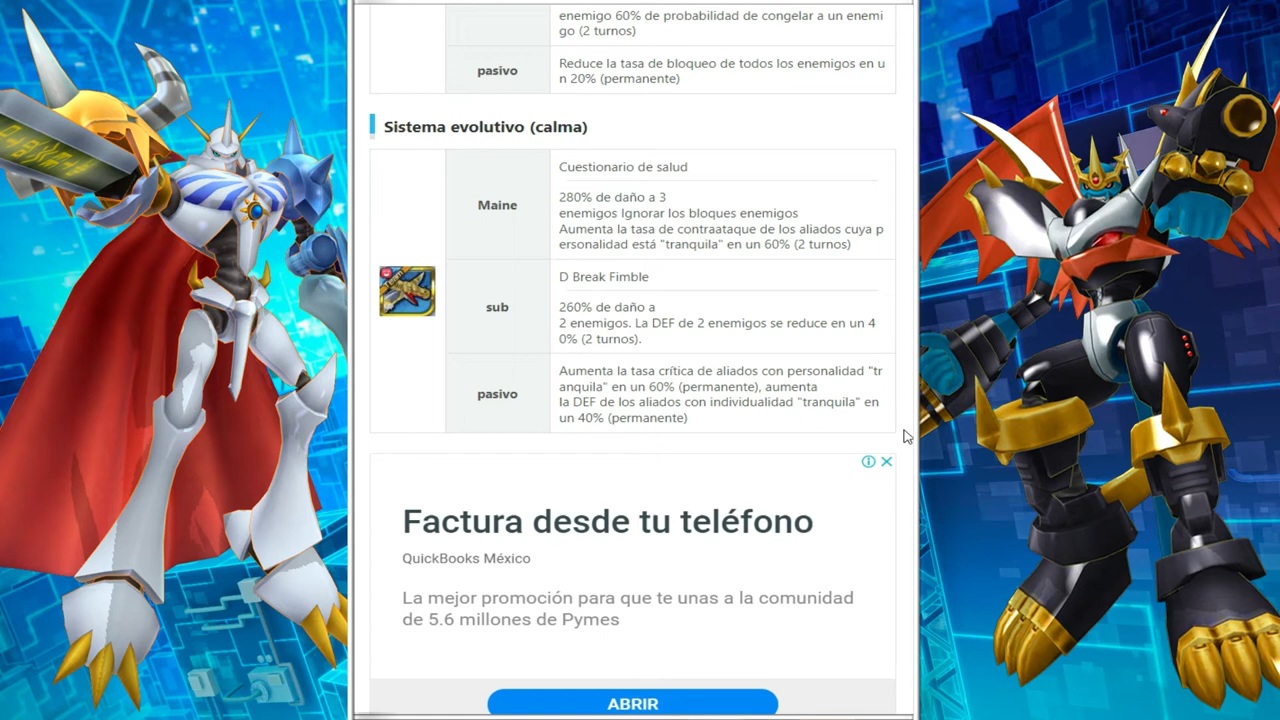 enemigo 60% de probabilidad de congelar a un enemi
go (2 turnos)
pasivo
Reduce la tasa de bloqueo de todos los enemigos en u
n 20% (permanente)
Sistema evolutivo (calma)
Maine
Cuestionario de salud
280% de daño a 3
enemigos Ignorar los bloques enemigos
Aumenta la tasa de contraataque de los aliados cuya p
ersonalidad está "tranquila" en un 60% (2 turnos)
sub
D Break Fimble
260% de daño a
2 enemigos. La DEF de 2 enemigos se reduce en un 4
0% (2 turnos).
pasivo
Aumenta la tasa crítica de aliados con personalidad "tr
anquila" en un 60% (permanente), aumenta
la DEF de los aliados con individualidad "tranquila" en
un 40% (permanente)
Factura desde tu teléfono
QuickBooks México
La mejor promoción para que te unas a la comunidad
de 5.6 millones de Pymes
ABRIR